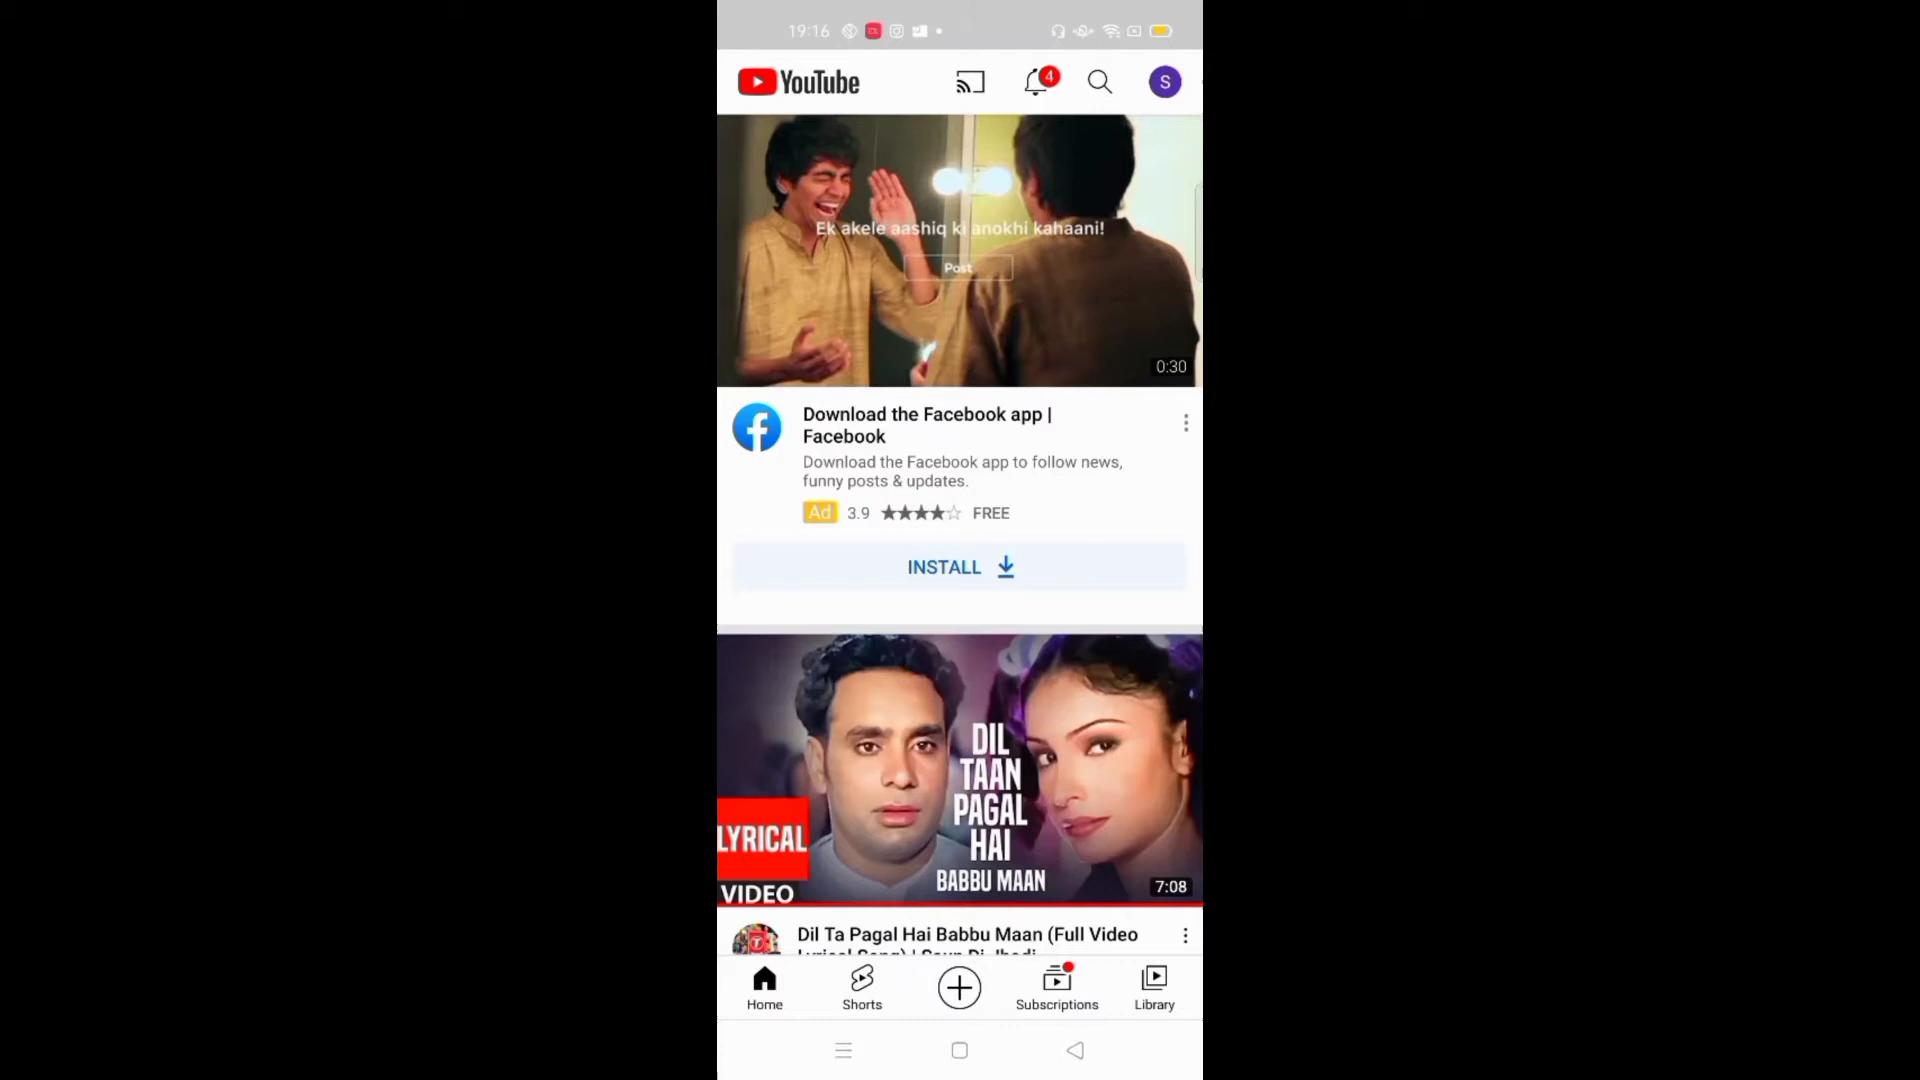 19:16
YouTube
4
S
Ek akele aashiq ki anokhi kahaani!
Post
0:30
Download the Facebook app |
Facebook
Download the Facebook app to follow news,
funny posts & updates.
Ad 3.9 FREE
INSTALL
DIL
TAAN
PAGAL
HAI
BABBU MAAN
LYRICAL
VIDEO
7:08
Dil Ta Pagal Hai Babbu Maan (Full Video
Home
Shorts
Subscriptions
Library